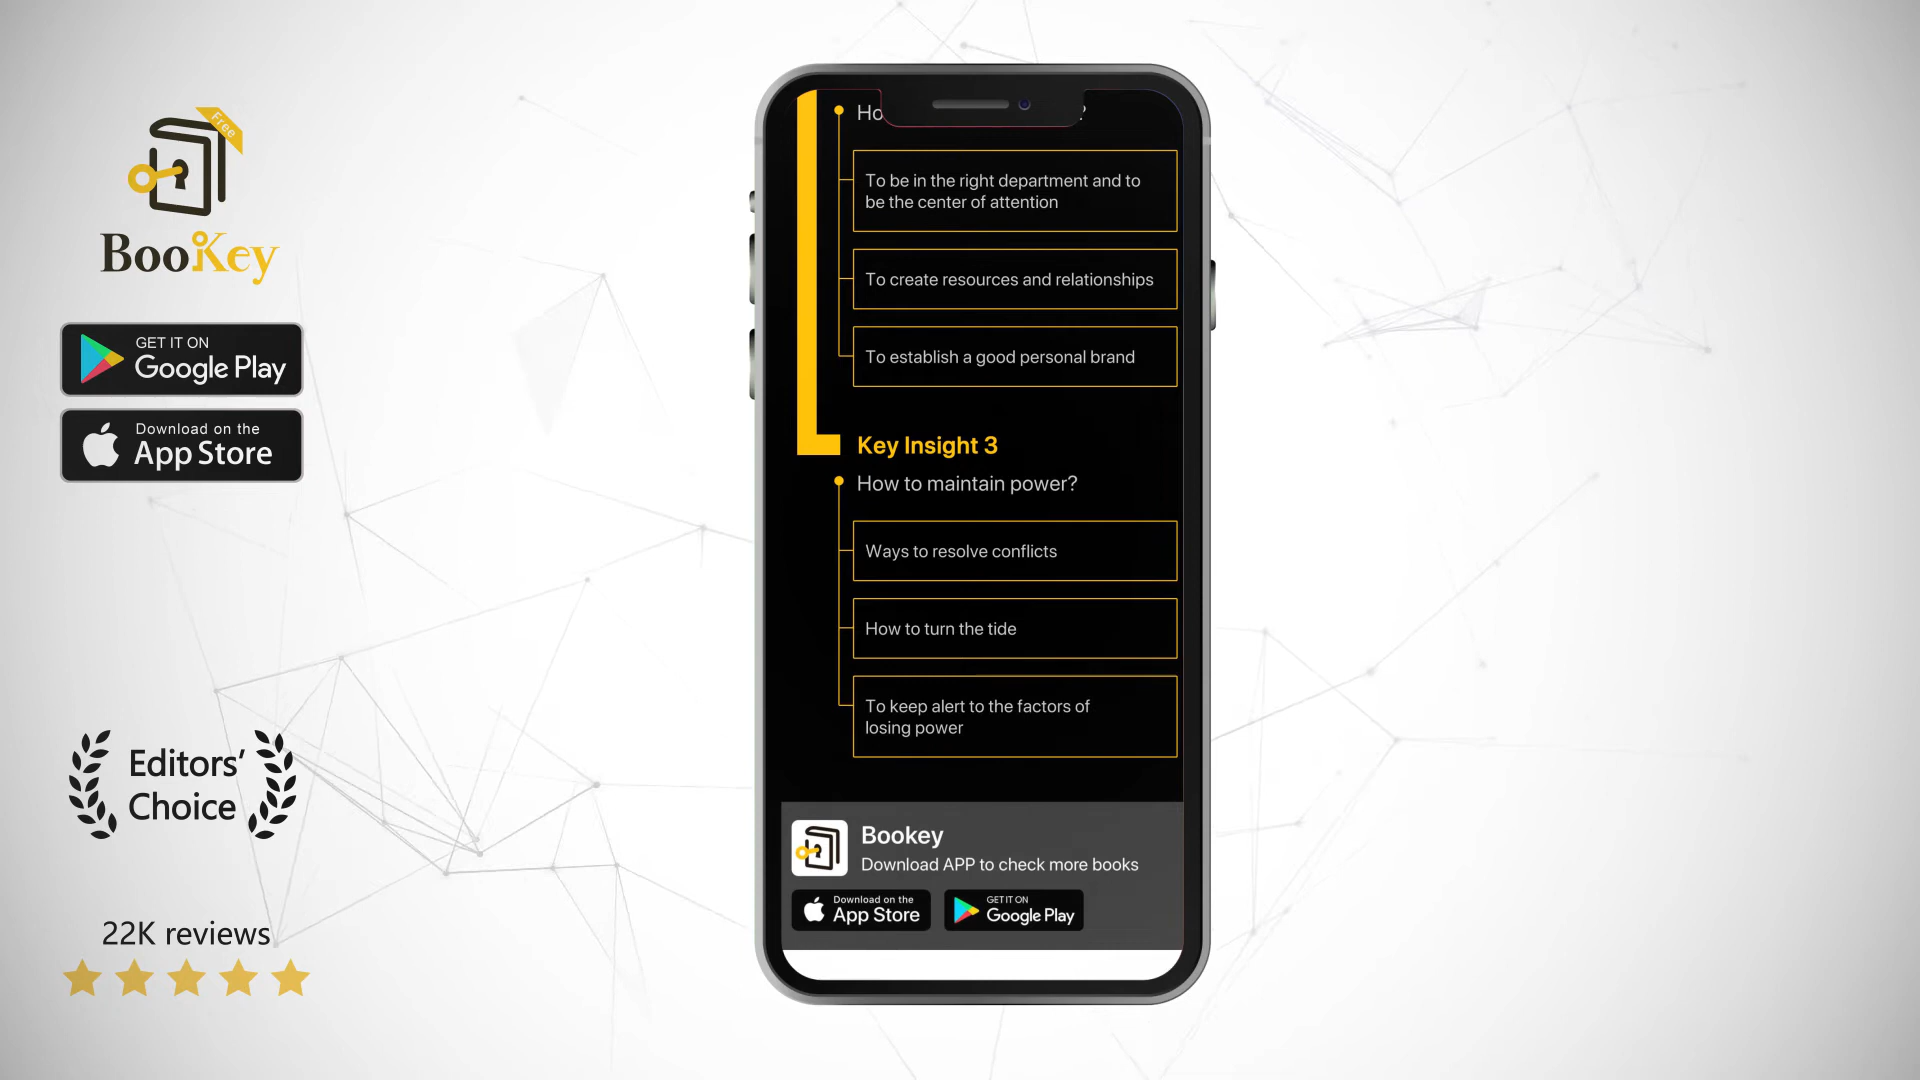 Free
BooKey
GET IT ON
Google Play
Download on the
App Store
Editors’
Choice
22K reviews
To be in the right department and to
be the center of attention
To create resources and relationships
To establish a good personal brand
Key Insight 3
How to maintain power?
Ways to resolve conflicts
How to turn the tide
To keep alert to the factors of
losing power
Bookey
Download APP to check more books
Download on the
App Store
GET IT ON
Google Play